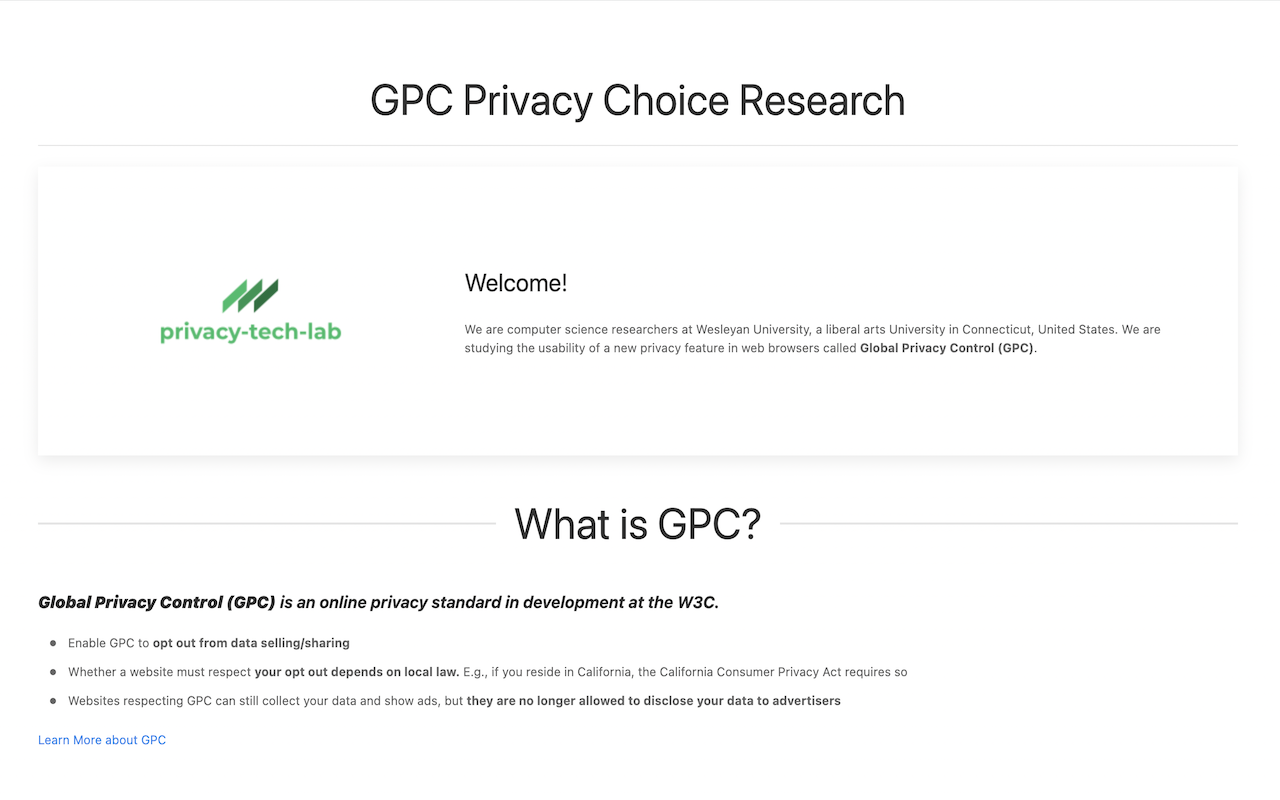 GPC Privacy Choice Research
privacy-tech-lab
Welcome!
We are computer science researchers at Wesleyan University, a liberal arts University in Connecticut, United States. We are
studying the usability of a new privacy feature in web browsers called Global Privacy Control (GPC).
What is GPC?
Global Privacy Control (GPC) is an online privacy standard in development at the W3C.
Enable GPC to opt out from data selling/sharing
Whether a website must respect your opt out depends on local law. E.g., if you reside in California, the California Consumer Privacy Act requires so
Websites respecting GPC can still collect your data and show ads, but they are no longer allowed to disclose your data to advertisers
Learn More about GPC